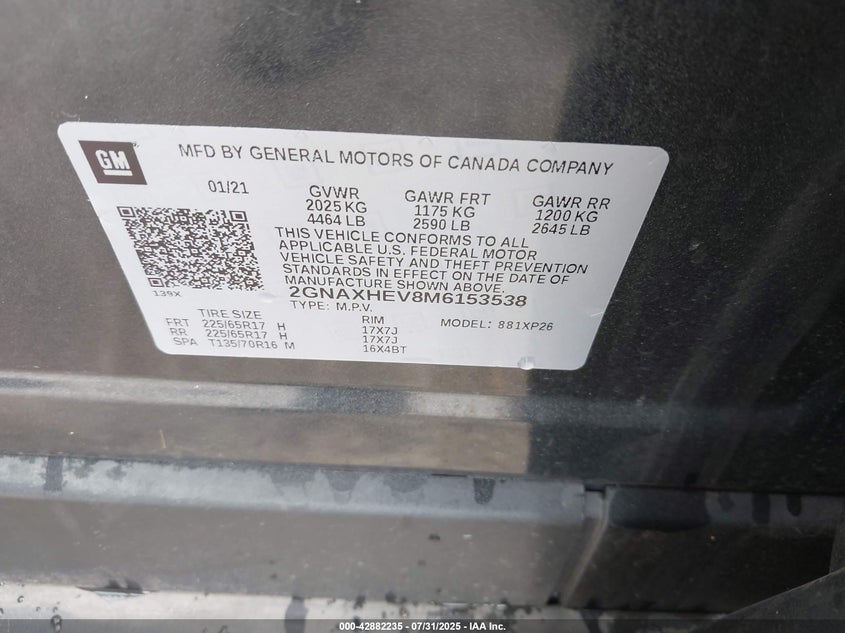 GM
MFD BY GENERAL MOTORS OF CANADA COMPANY
01/21
GVWR
2025 KG
4464 LB
GAWR FRT
1175 KG
2590 LB
GAWR RR
1200 KG
2645 LB
THIS VEHICLE CONFORMS TO ALL
APPLICABLE U.S. FEDERAL MOTOR
VEHICLE SAFETY AND THEFT PREVENTION
STANDARDS IN EFFECT ON THE DATE OF
MANUFACTURE SHOWN ABOVE.
139X
2GNAXHEV8M6153538
TYPE: M.P.V.
MODEL: 881XP26
TIRE SIZE RIM
FRT 225/65R17 H 17X7J
RR 225/65R17 H 17X7J
SPA T135/70R16 M 16X4BT
000-42882235 - 07/31/2025 - IAA Inc.